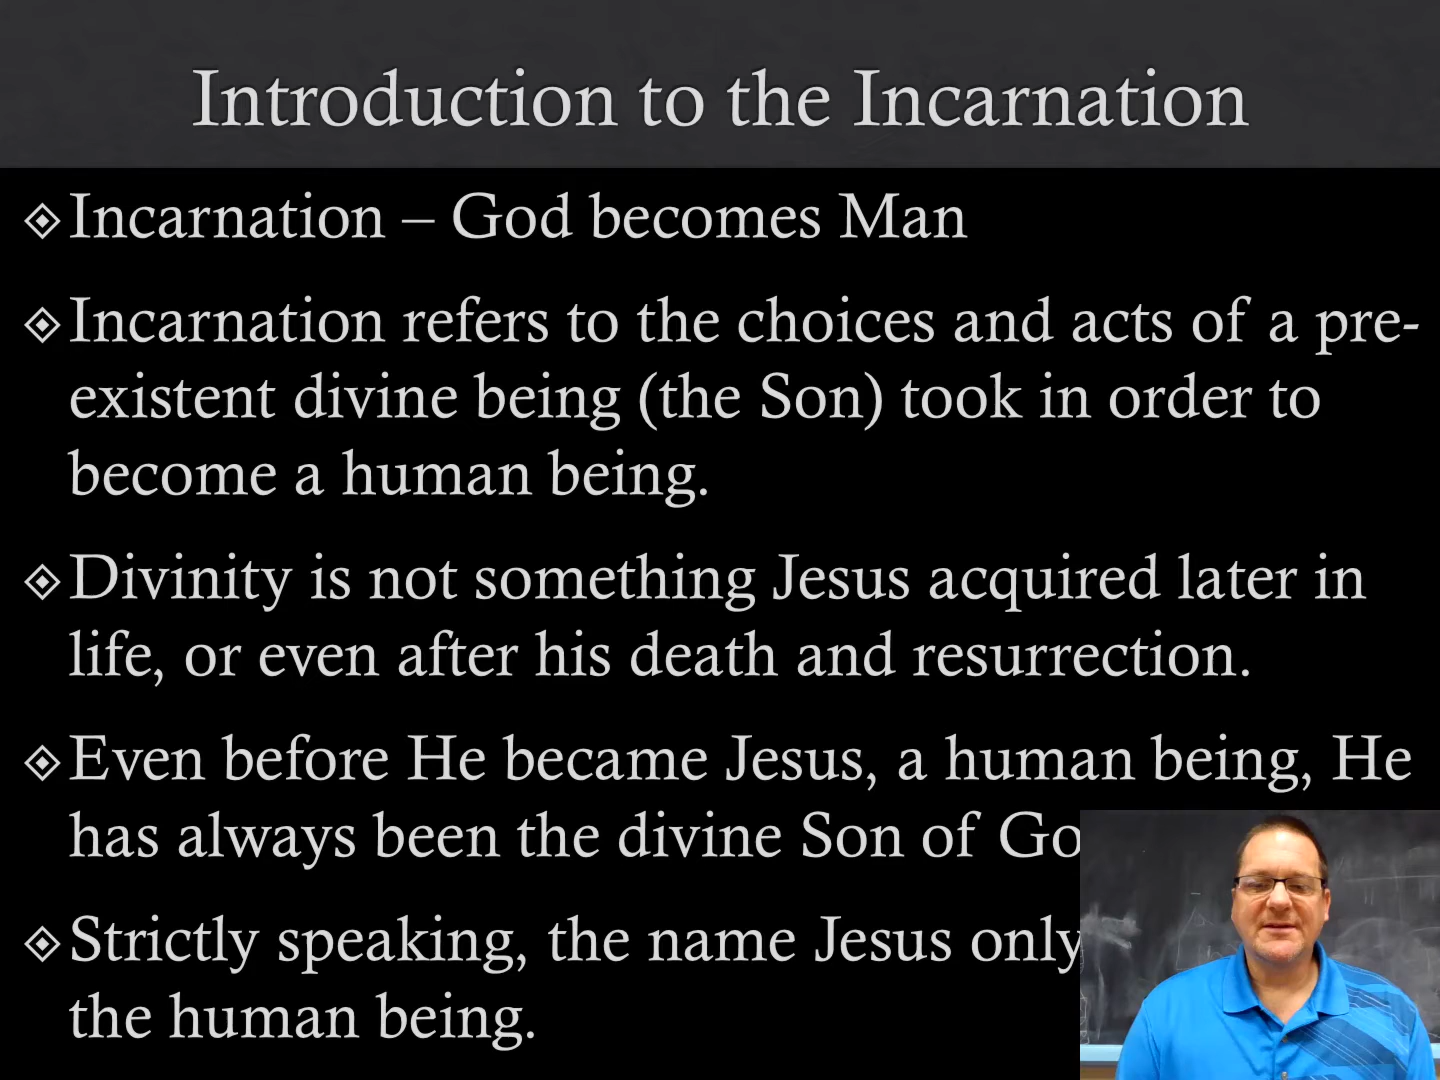 Introduction to the Incarnation
Incarnation – God becomes Man
Incarnation refers to the choices and acts of a pre-
existent divine being (the Son) took in order to
become a human being.
Divinity is not something Jesus acquired later in
life, or even after his death and resurrection.
Even before He became Jesus, a human being, He
has always been the divine Son of
Strictly speaking, the name Jesus only
the human being.